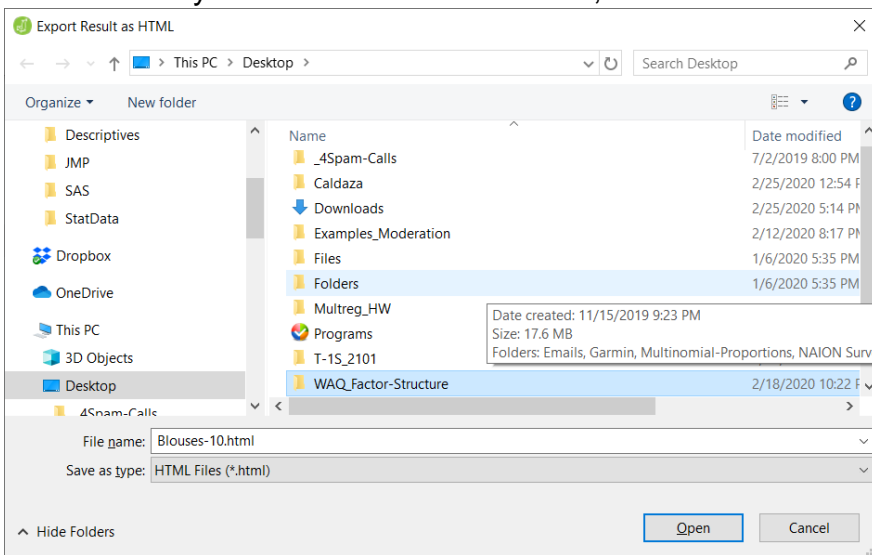 Export Result as HTML
This PC > Desktop >
Search Desktop
Organize New folder
Descriptives
JMP
SAS
StatData
Dropbox
OneDrive
This PC
3D Objects
Desktop
4Spam-Calls
Name Date modified
_4Spam-Calls 7/2/2019 8:00 PM
Caldaza 2/25/2020 12:54
Downloads 2/25/2020 5:14
Examples_Moderation 2/12/2020 8:17
Files 1/6/2020 5:35 PM
Folders 1/6/2020 5:35 PM
Multreg_HW
Programs
T-1S_2101
WAQ_Factor-Structure 2/18/2020 10:22
Date created: 11/15/2019 9:23 PM
Size: 17.6 MB
Folders: Emails, Garmin, Multinomial-Proportions, NAION Surv
File name: Blouses-10.html
Save as type: HTML Files (*.html)
Hide Folders
Open Cancel